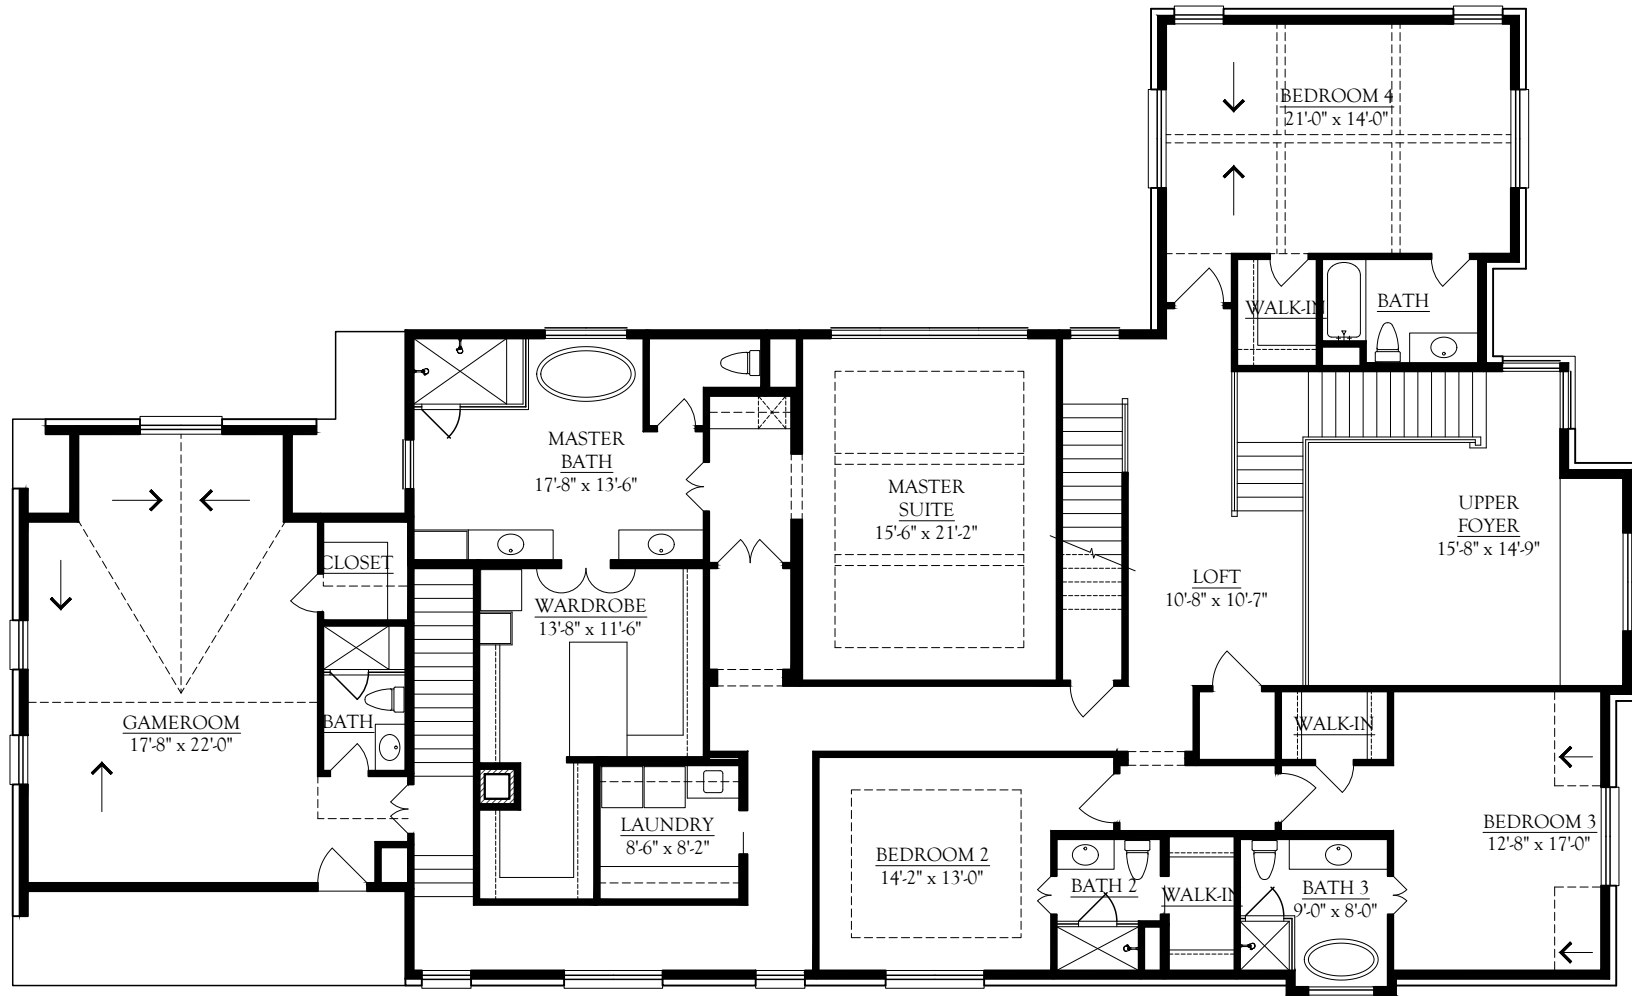 BEDROOM 4
21'-0" x 14'-0"
WALK-IN
BATH
MASTER
BATH
17'-8" x 13'-6"
MASTER
SUITE
15'-6" x 21'-2"
UPPER
FOYER
15'-8" x 14'-9"
CLOSET
LOFT
10'-8" x 10'-7"
WARDROBE
13'-8" x 11'-6"
GAMEROOM
17'-8" x 22'-0"
BATH
WALK-IN
LAUNDRY
8'-6" x 8'-2"
BEDROOM 3
12'-8" x 17'-0"
BEDROOM 2
14'-2" x 13'-0"
BATH 2
WALK-IN
BATH 3
9'-0" x 8'-0"